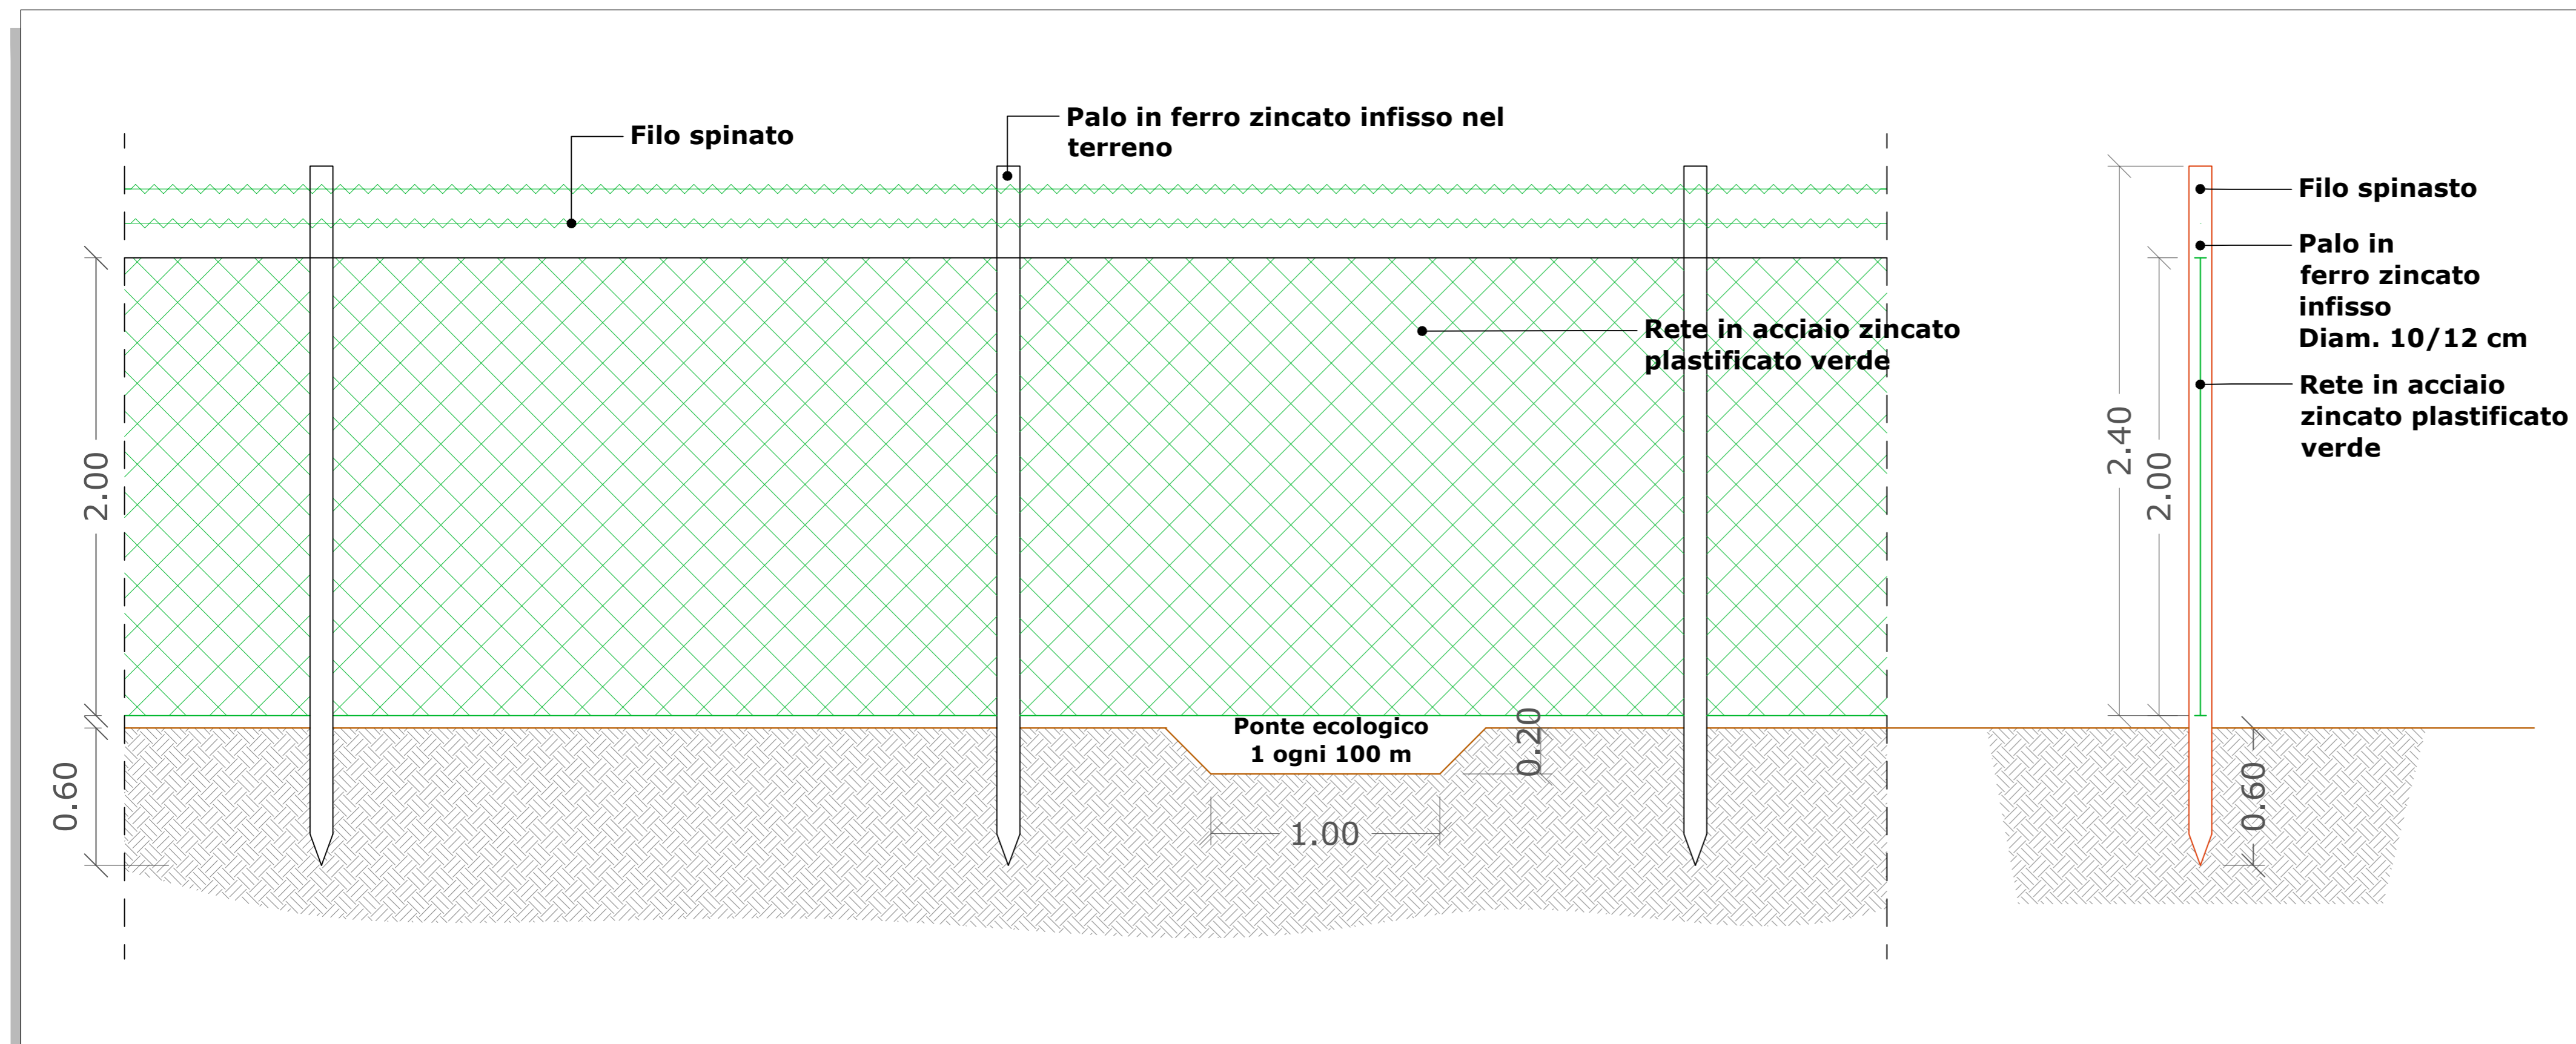 Filo spinato
Palo in ferro zincato infisso nel
terreno
Rete in acciaio zincato
plastificato verde
2.00
0.60
Ponte ecologico
1 ogni 100 m
0.20
1.00
2.40
2.00
0.60
Filo spinasto
Palo in
ferro zincato
infisso
Diam. 10/12 cm
Rete in acciaio
zincato plastificato
verde